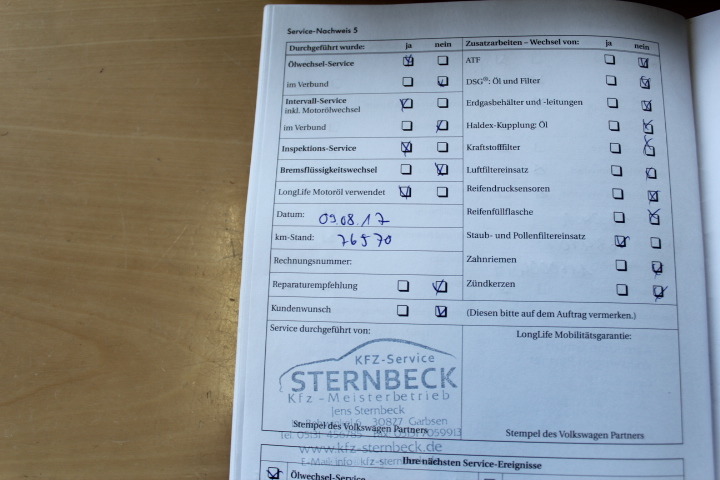 Service-Nachweis 5
Durchgeführt wurde: ja nein
Ölwechsel-Service
im Verbund
Intervall-Service
inkl. Motorölwechsel
im Verbund
Inspektions-Service
Bremsflüssigkeitswechsel
LongLife Motoröl verwendet
Datum: 09.08.17
km-Stand: 76970
Rechnungsnummer:
Reparaturempfehlung
Kundenwunsch
Zusatzarbeiten – Wechsel von: ja nein
ATF
DSG®: Öl und Filter
Erdgasbehälter und -leitungen
Haldex-Kupplung: Öl
Kraftstofffilter
Luftfiltereinsatz
Reifendrucksensoren
Reifenfüllflasche
Staub- und Pollenfiltereinsatz
Zahnriemen
Zündkerzen
(Diesen bitte auf dem Auftrag vermerken.)
Service durchgeführt von:
KFZ-Service
STERNBECK
Kfz-Meisterbetrieb
Jens Sternbeck
30827 Garbsen
Stempel des Volkswagen Partners
www.kfz-sternbeck.de
LongLife Mobilitätsgarantie:
Stempel des Volkswagen Partners
Ihre nächsten Service-Ereignisse
Ölwechsel-Service